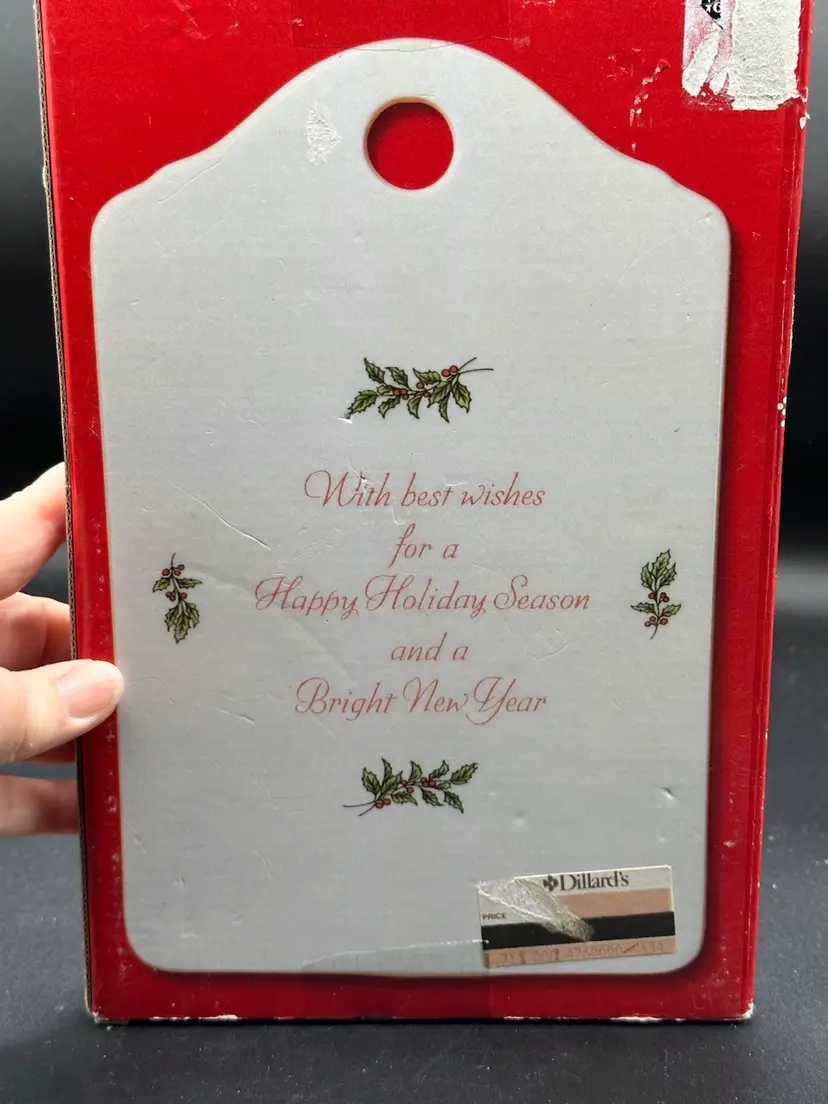 With best wishes
for a
Happy Holiday Season
and a
Bright New Year
Dillard's
PRICE